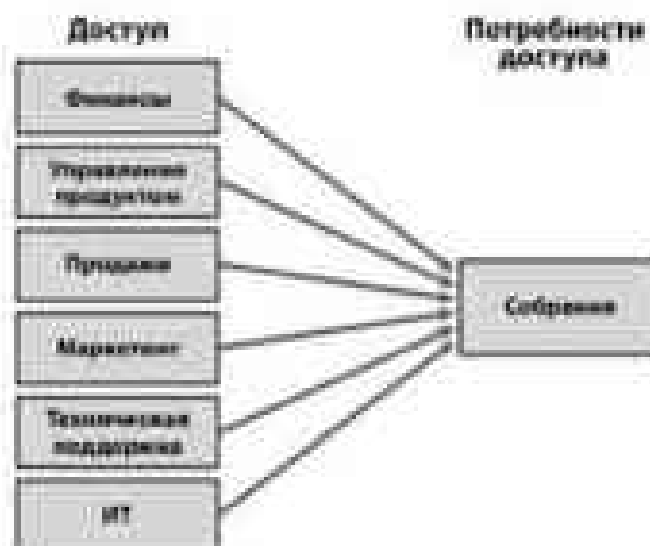 Доступ
Потребности
доступа
Финансы
Управление
продуктом
Продажи
Маркетинг
Техническая
поддержка
ИТ
Собрания